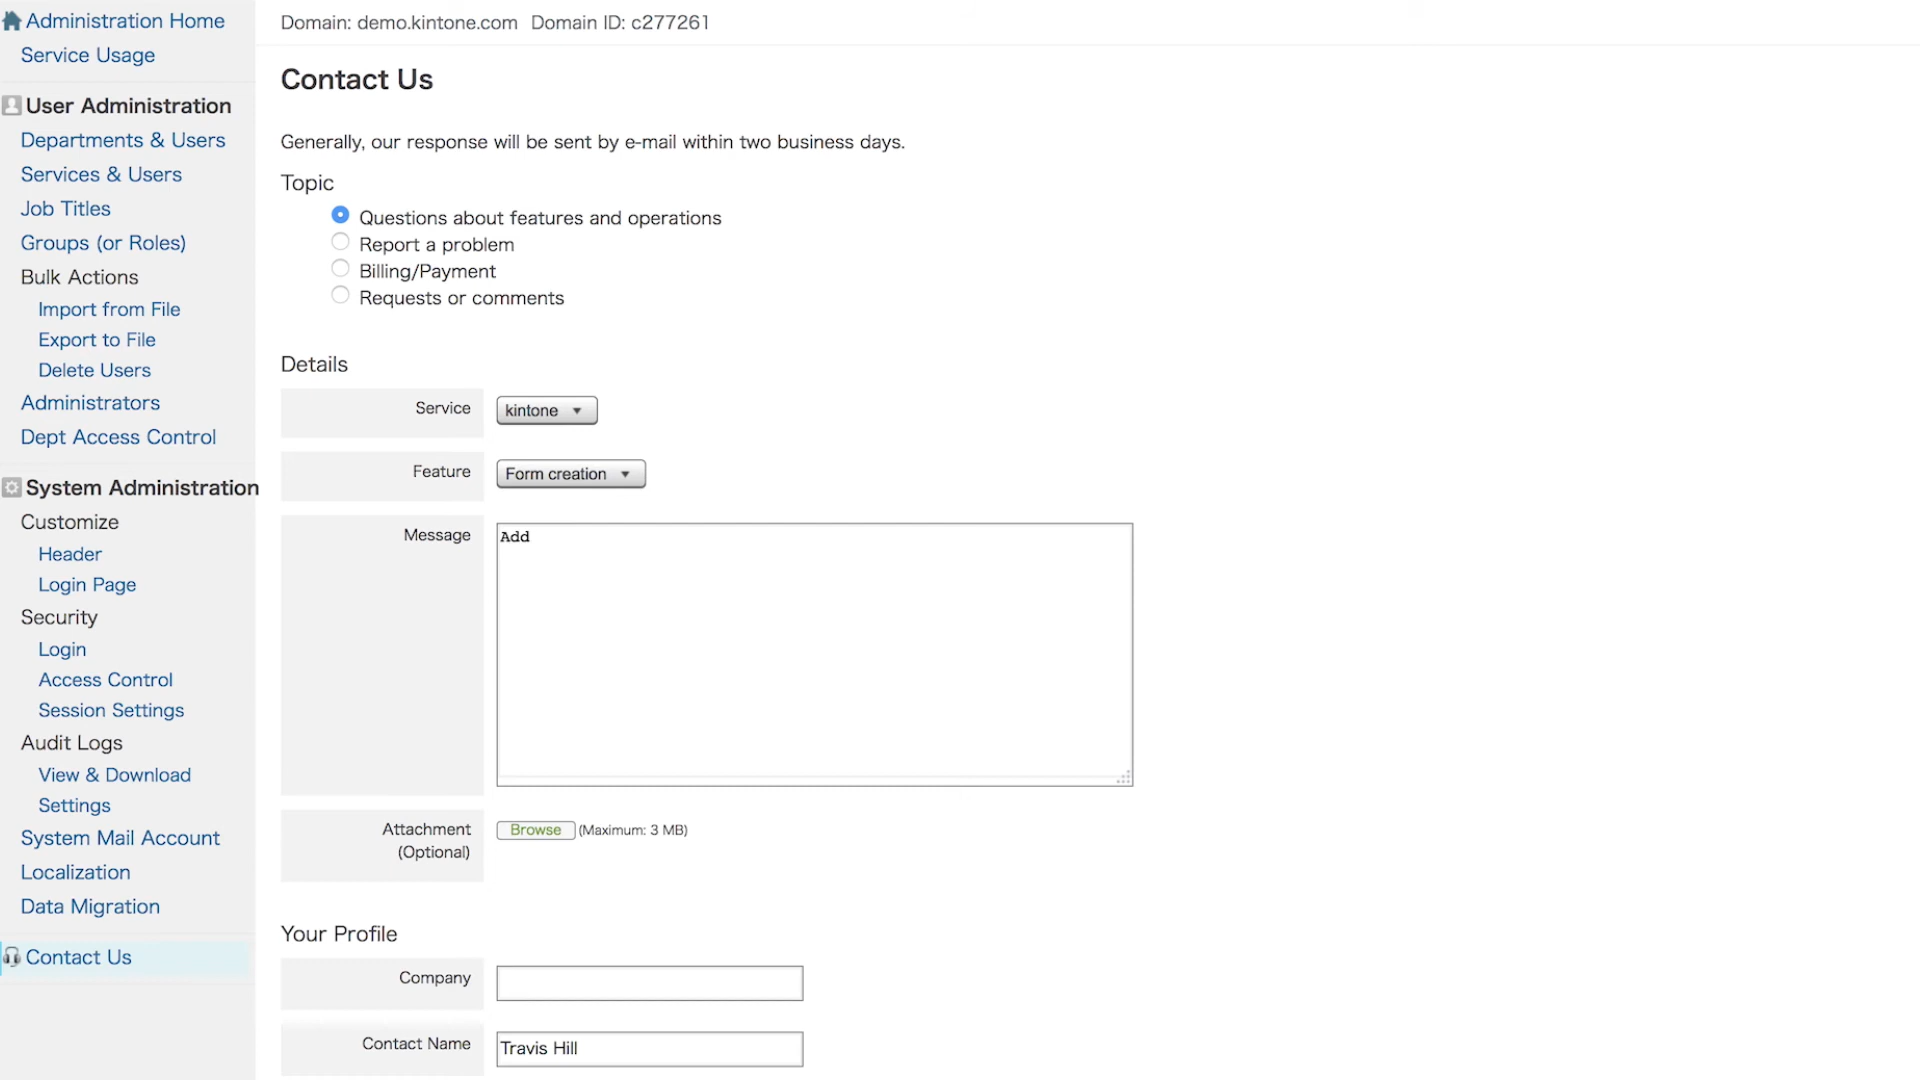 Administration Home
Service Usage
User Administration
Departments & Users
Services & Users
Job Titles
Groups (or Roles)
Bulk Actions
Import from File
Export to File
Delete Users
Administrators
Dept Access Control
System Administration
Customize
Header
Login Page
Security
Login
Access Control
Session Settings
Audit Logs
View & Download
Settings
System Mail Account
Localization
Data Migration
Contact Us
Domain: demo.kintone.com Domain ID: c277261
Contact Us
Generally, our response will be sent by e-mail within two business days.
Topic
Questions about features and operations
Report a problem
Billing/Payment
Requests or comments
Details
Service kintone
Feature Form creation
Message Add
Attachment Browse (Maximum: 3 MB)
(Optional)
Your Profile
Company
Contact Name Travis Hill